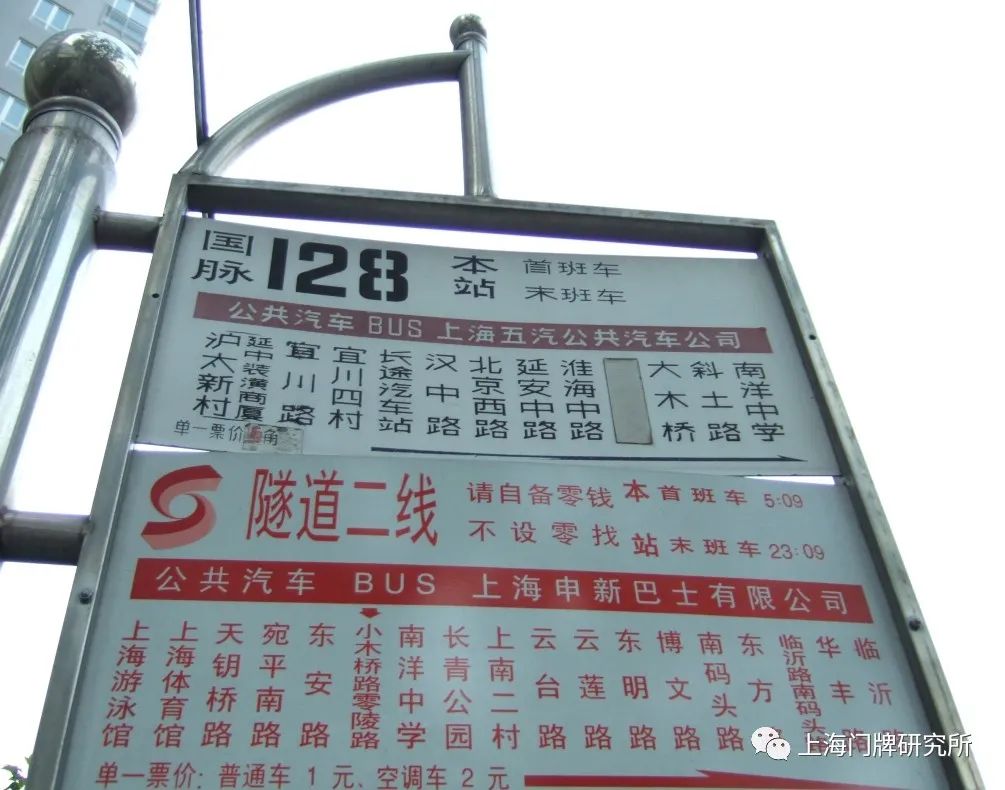 国脉 128 本站 首班车
末班车
公共汽车 BUS 上海五汽公共汽车公司
沪太新村
延中装潢商厦
宜川路
宜川四村
长途汽车站
汉中路
北京西路
延安中路
淮海中路
大木桥
斜土路
南洋中学
单一票价 角
隧道二线 请自备零钱 本站 首班车 5:09
不设零找 末班车 23:09
公共汽车 BUS 上海申新巴士有限公司
上海游泳馆
上海体育馆
天钥桥路
宛平南路
东安路
小木桥路零陵路
南洋中学
长青公园
上南二村
云台路
云莲路
东明路
博文路
南码头路
东方路
临沂路南码头路
华丰路
临沂路
单一票价: 普通车 1 元、空调车 2 元
上海门牌研究所